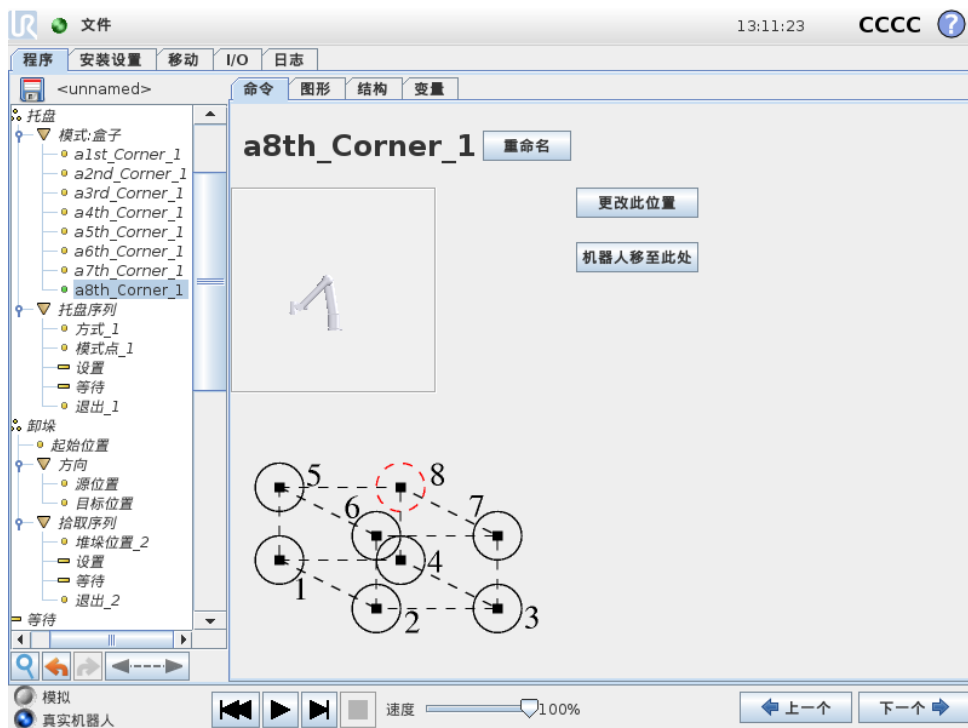 UR 文件 13:11:23 CCCC ?
程序 安装设置 移动 I/O 日志
<unnamed> 命令 图形 结构 变量
托盘
模式:盒子
a1st_Corner_1
a2nd_Corner_1
a3rd_Corner_1
a4th_Corner_1
a5th_Corner_1
a6th_Corner_1
a7th_Corner_1
a8th_Corner_1
托盘序列
方式_1
模式点_1
设置
等待
退出_1
卸垛
起始位置
方向
源位置
目标位置
拾取序列
堆垛位置_2
设置
等待
退出_2
等待
a8th_Corner_1 重命名
更改此位置
机器人移至此处
5 8
6 7
1 4
2 3
模拟
真实机器人
速度 100%
上一个 下一个